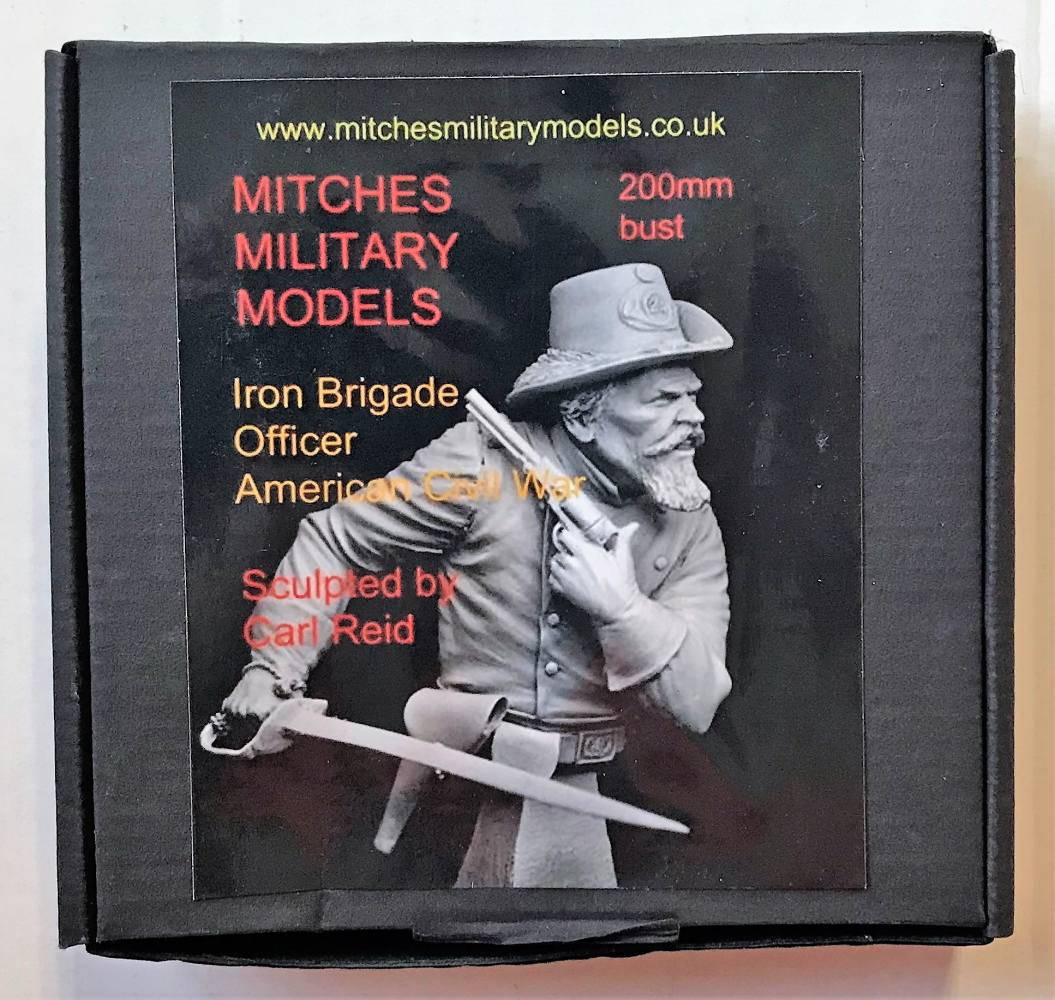 www.mitchesmilitarymodels.co.uk
MITCHES
MILITARY
MODELS
200mm
bust
Iron Brigade
Officer
American Civil War
Sculpted by
Carl Reid